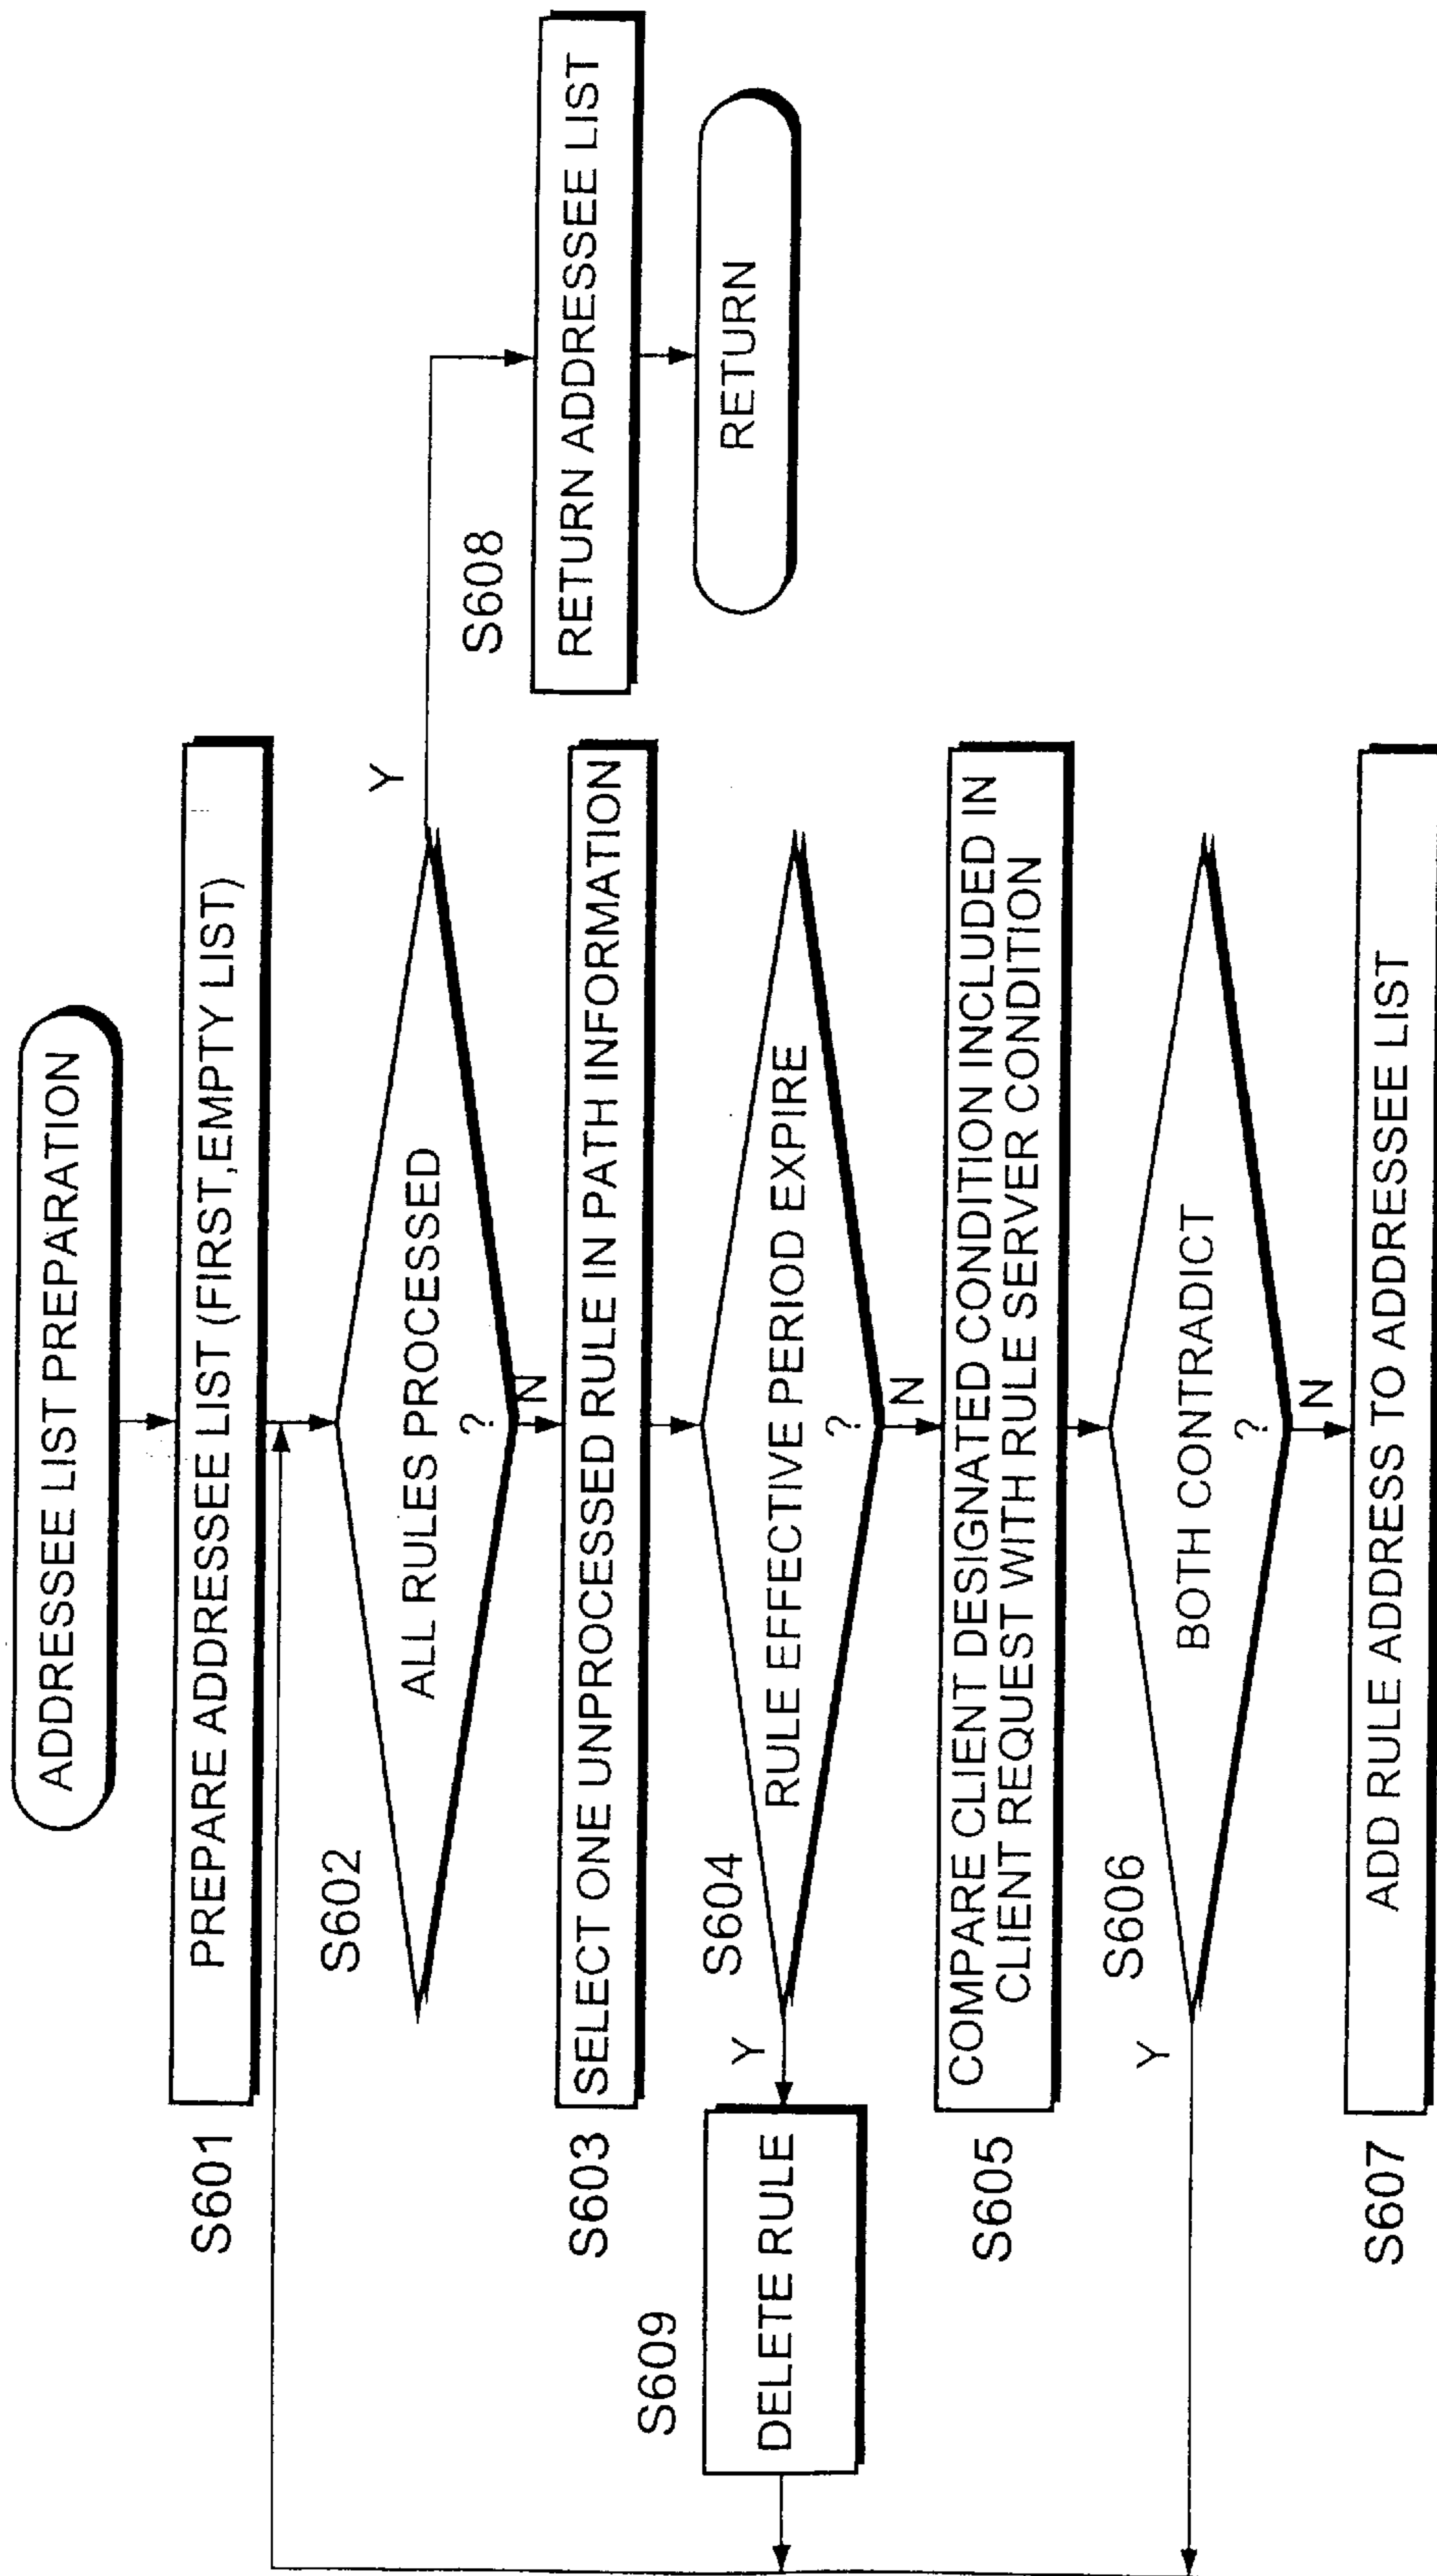 ADDRESSEE LIST PREPARATION
S601
PREPARE ADDRESSEE LIST (FIRST,EMPTY LIST)
S602
ALL RULES PROCESSED
?
Y
N
S608
RETURN ADDRESSEE LIST
RETURN
S603
SELECT ONE UNPROCESSED RULE IN PATH INFORMATION
S604
RULE EFFECTIVE PERIOD EXPIRE
?
Y
N
S609
DELETE RULE
S605
COMPARE CLIENT DESIGNATED CONDITION INCLUDED IN
CLIENT REQUEST WITH RULE SERVER CONDITION
S606
BOTH CONTRADICT
?
Y
N
S607
ADD RULE ADDRESS TO ADDRESSEE LIST